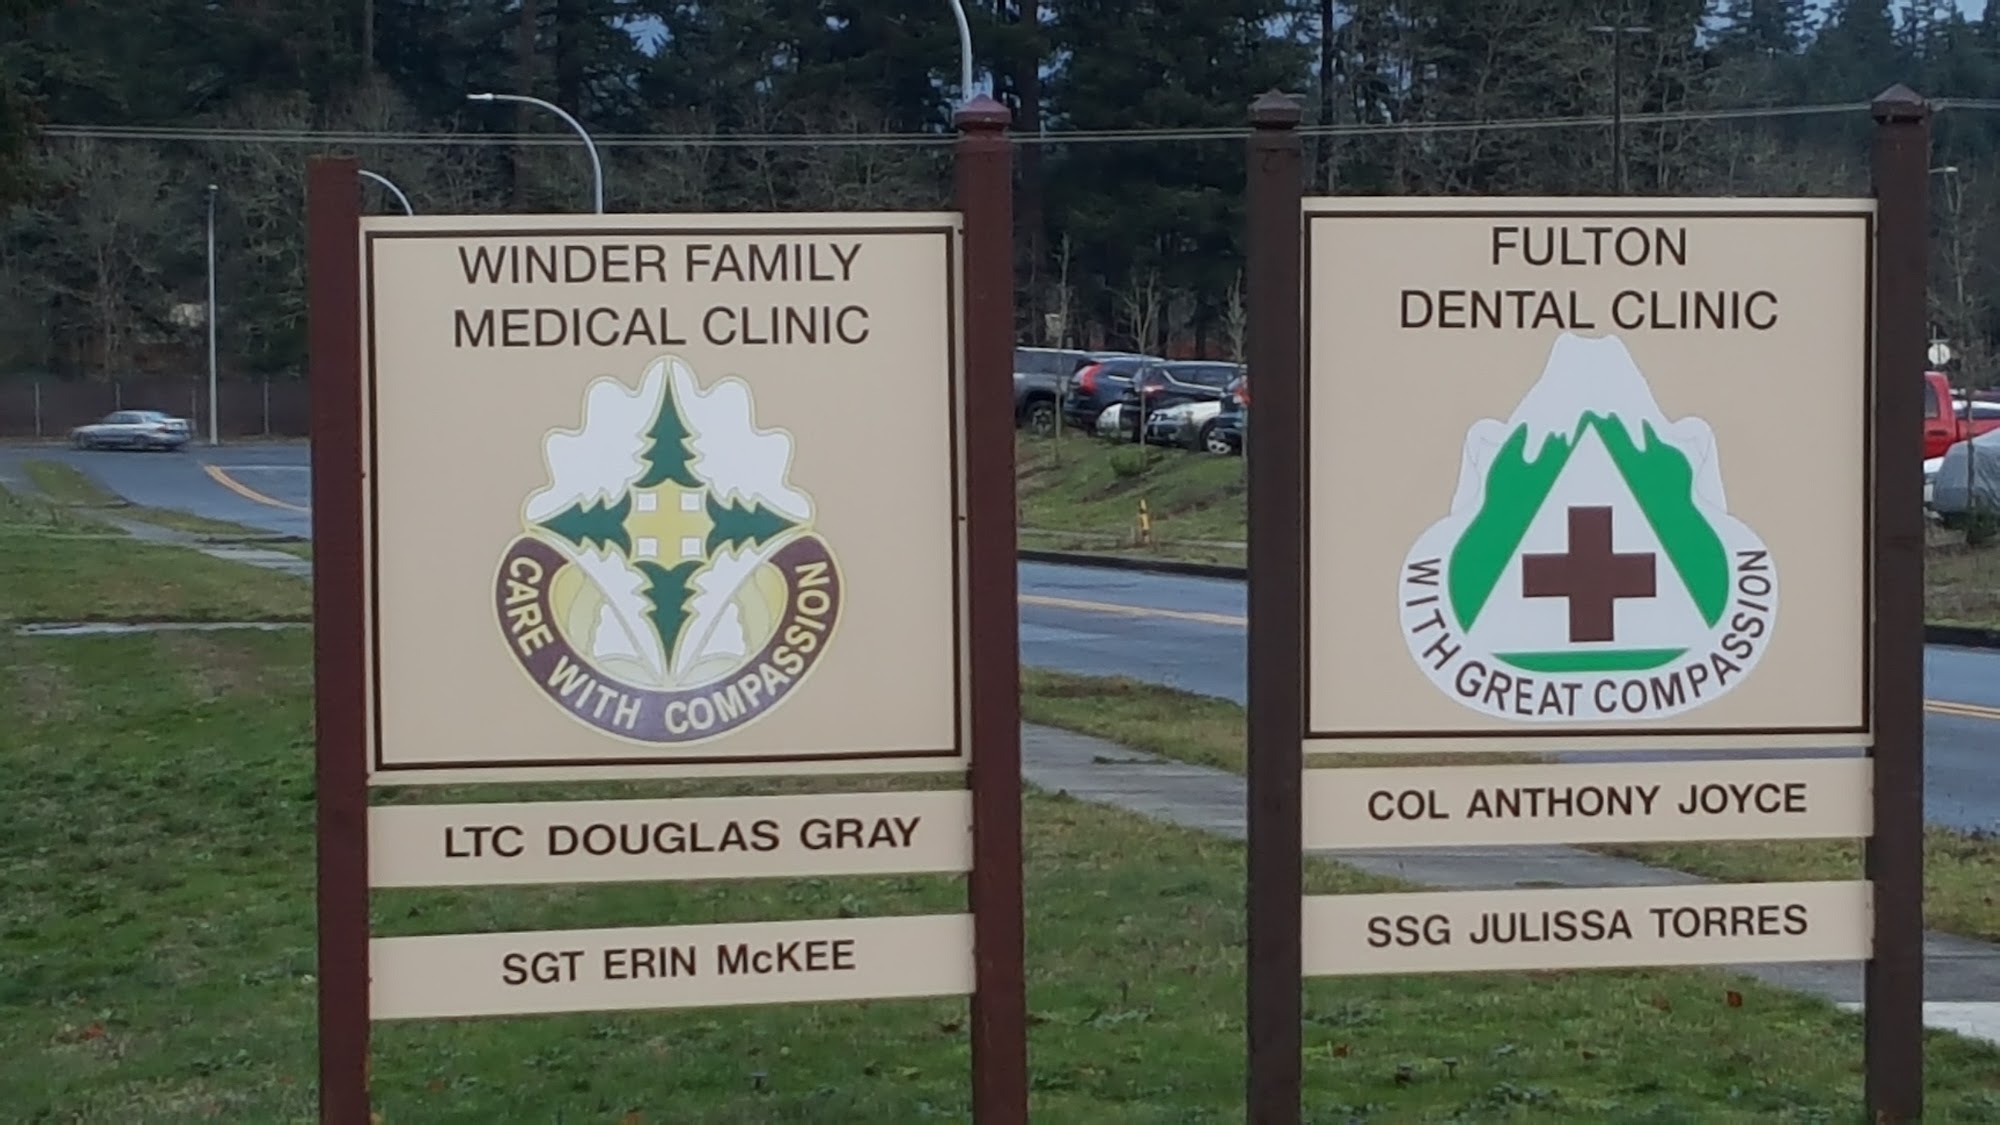 WINDER FAMILY
MEDICAL CLINIC
CARE WITH COMPASSION
LTC DOUGLAS GRAY
SGT ERIN McKEE
FULTON
DENTAL CLINIC
WITH GREAT COMPASSION
COL ANTHONY JOYCE
SSG JULISSA TORRES